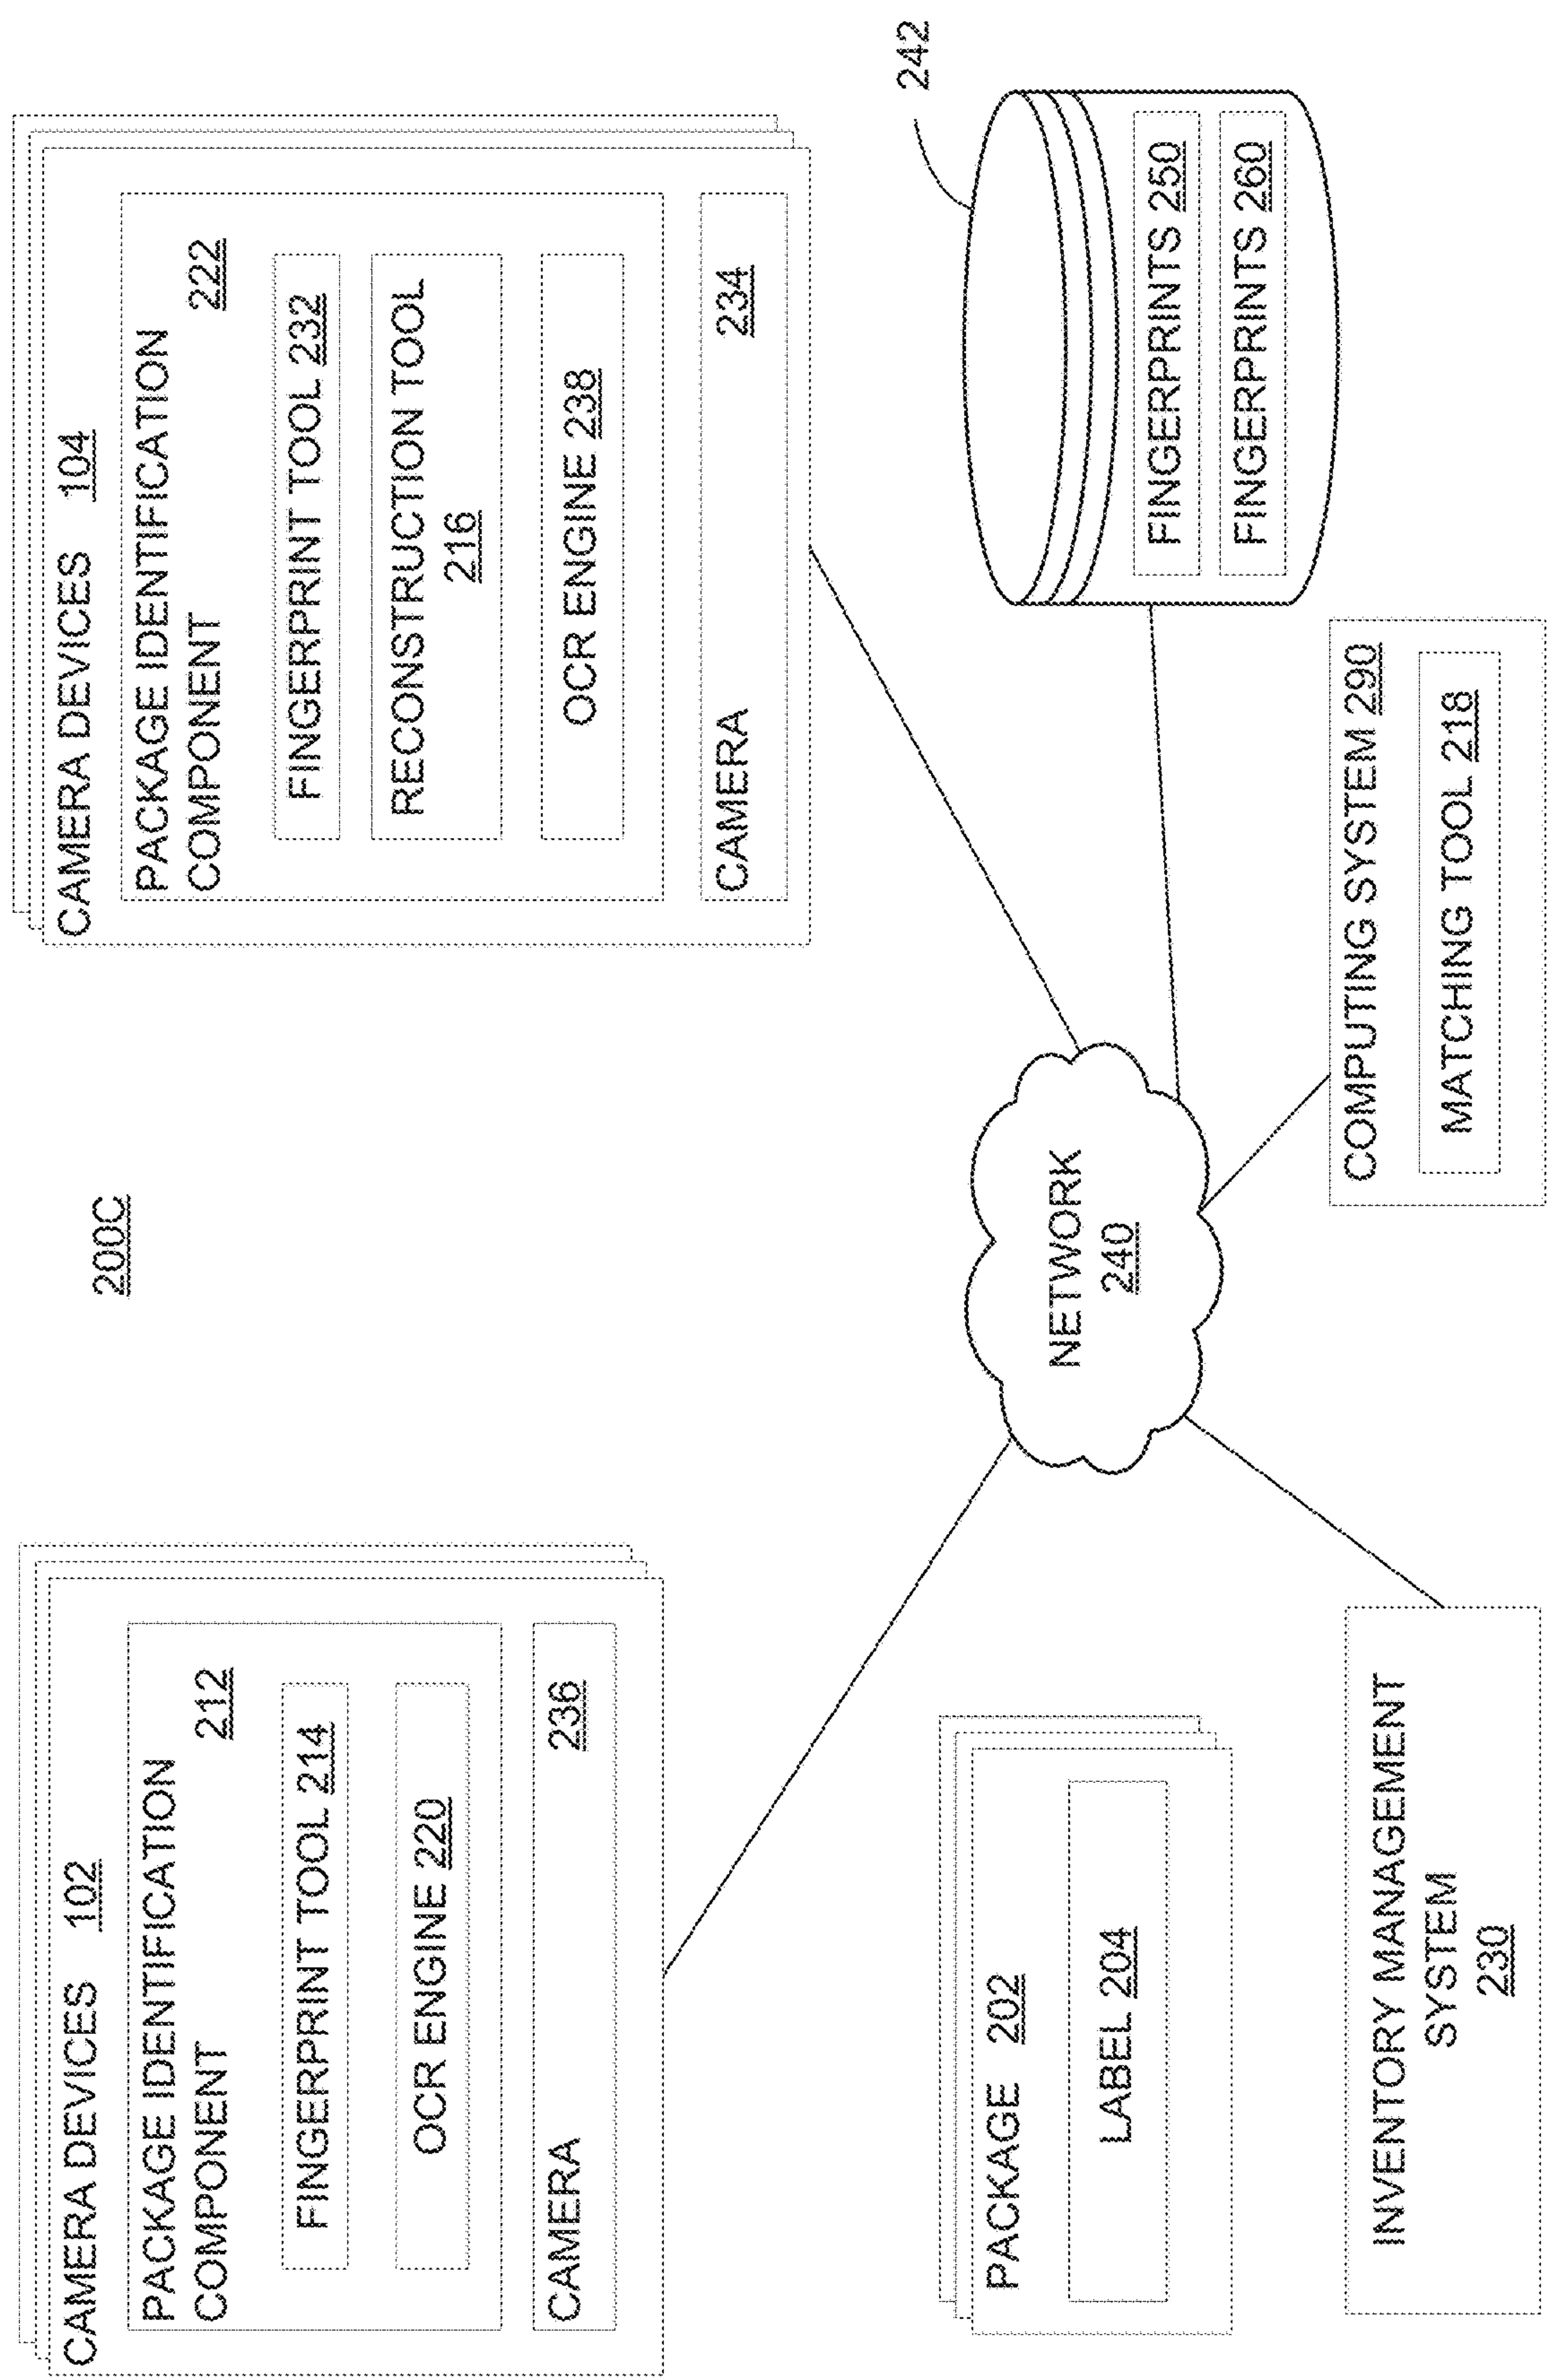 200C
CAMERA DEVICES 102
PACKAGE IDENTIFICATION
COMPONENT 212
FINGERPRINT TOOL 214
OCR ENGINE 220
CAMERA 236
CAMERA DEVICES 104
PACKAGE IDENTIFICATION
COMPONENT 222
FINGERPRINT TOOL 232
RECONSTRUCTION TOOL
216
OCR ENGINE 238
CAMERA 234
PACKAGE 202
LABEL 204
NETWORK
240
242
FINGERPRINTS 250
FINGERPRINTS 260
INVENTORY MANAGEMENT
SYSTEM
230
COMPUTING SYSTEM 290
MATCHING TOOL 218